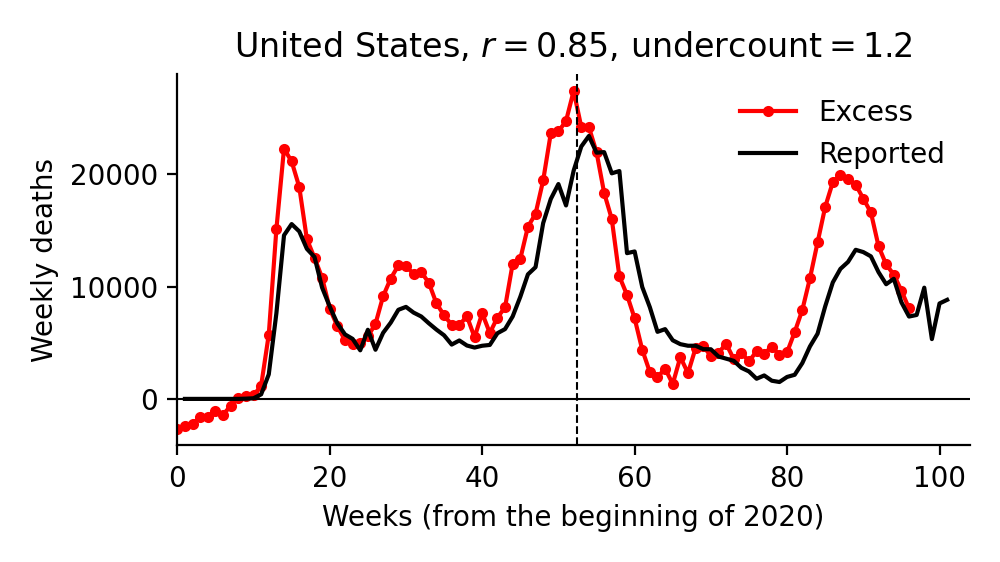 United States, r = 0.85, undercount = 1.2
Excess
Reported
Weekly deaths
20000
10000
0
0 20 40 60 80 100
Weeks (from the beginning of 2020)